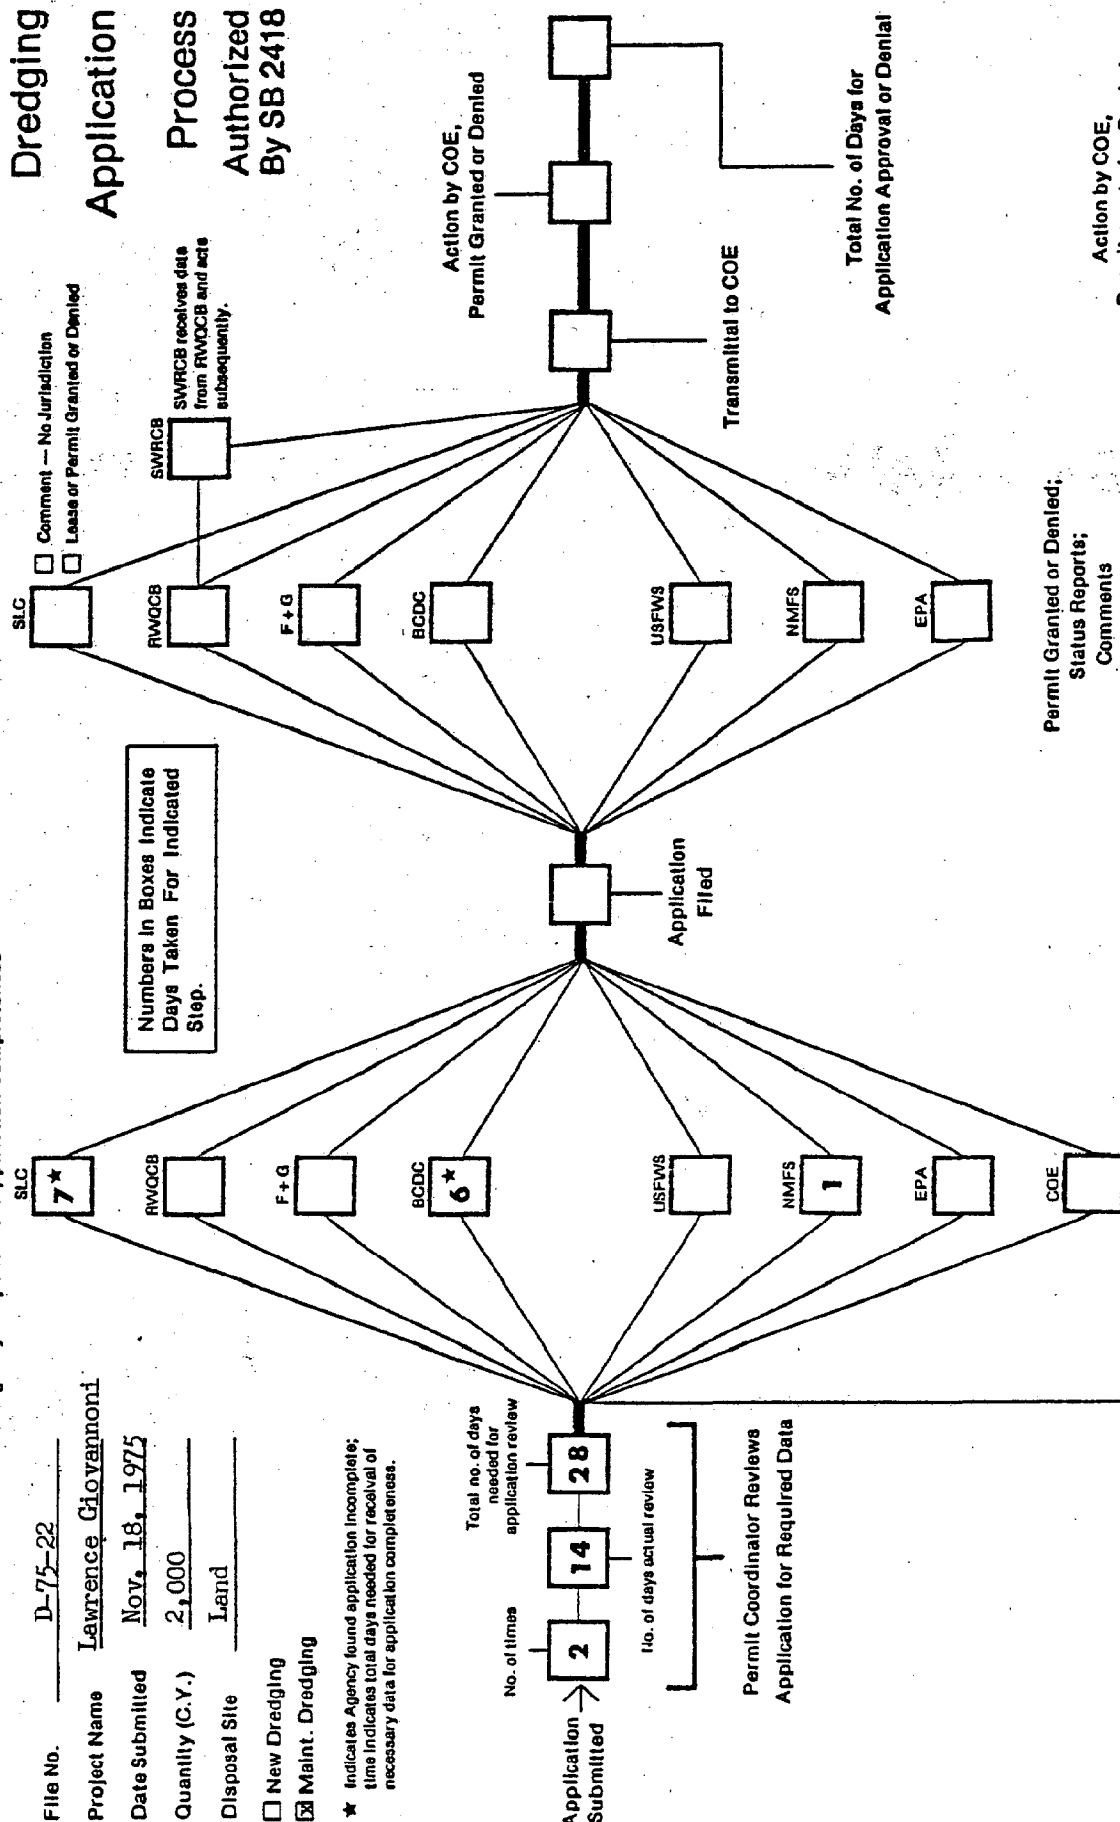 Dredging
Application
Process
Authorized
By SB 2418
File No. D-75-22
Project Name Lawrence Giovannoni
Date Submitted Nov. 18, 1975
Quantity (C.Y.) 2,000
Disposal Site Land
☐ New Dredging
☒ Maint. Dredging
★ Indicates Agency found application incomplete;
time indicates total days needed for receival of
necessary data for application completeness.
Application
Submitted
No. of times
2
14
No. of days actual review
Total no. of days
needed for
application review
28
Permit Coordinator Reviews
Application for Required Data
SLC
7★
RWQCB
F+G
BCDC
6★
USFWS
NMFS
1
EPA
COE
Numbers In Boxes Indicate
Days Taken For Indicated
Step.
Application
Filed
SLC
☐ Comment — No Jurisdiction
☐ Lease or Permit Granted or Denied
RWQCB
SWRCB
SWRCB receives data
from RWQCB and acts
subsequently.
F + G
BCDC
USFWS
NMFS
EPA
Permit Granted or Denied;
Status Reports;
Comments
Transmittal to COE
Action by COE,
Permit Granted or Denied
Total No. of Days for
Application Approval or Denial
Action by COE,